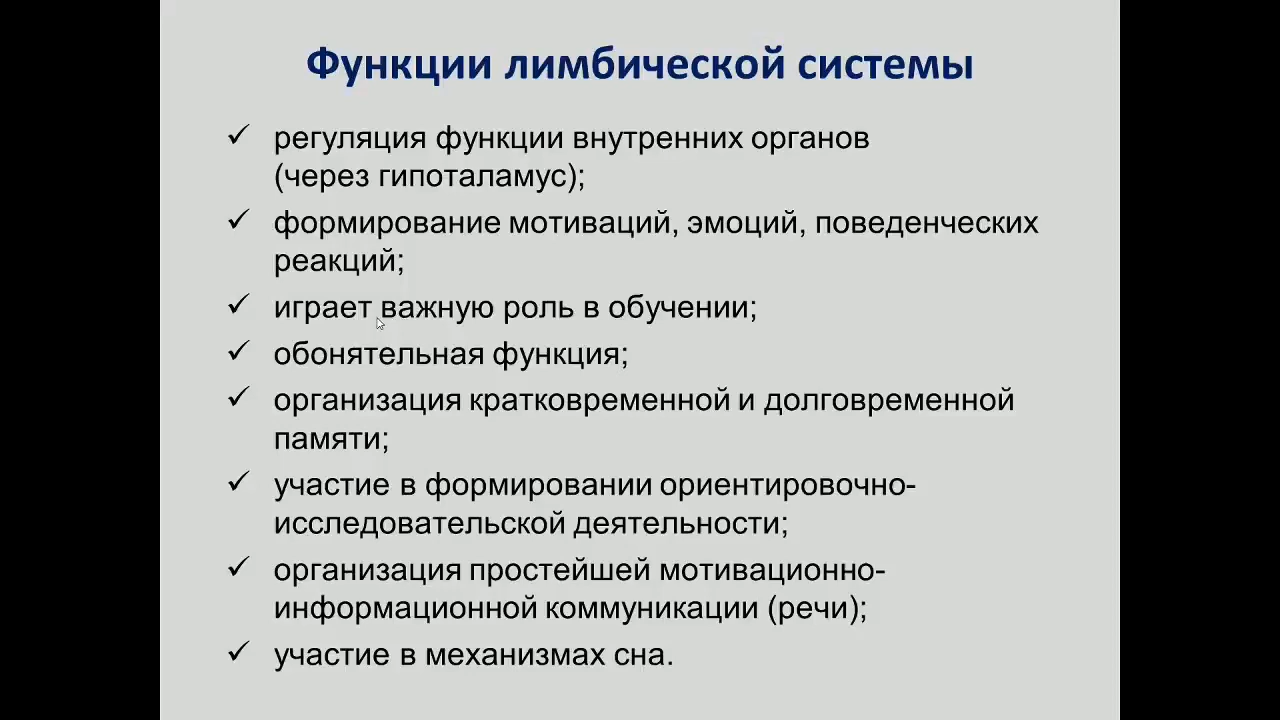 Функции лимбической системы
регуляция функции внутренних органов
(через гипоталамус);
формирование мотиваций, эмоций, поведенческих
реакций;
играет важную роль в обучении;
обонятельная функция;
организация кратковременной и долговременной
памяти;
участие в формировании ориентировочно-
исследовательской деятельности;
организация простейшей мотивационно-
информационной коммуникации (речи);
участие в механизмах сна.